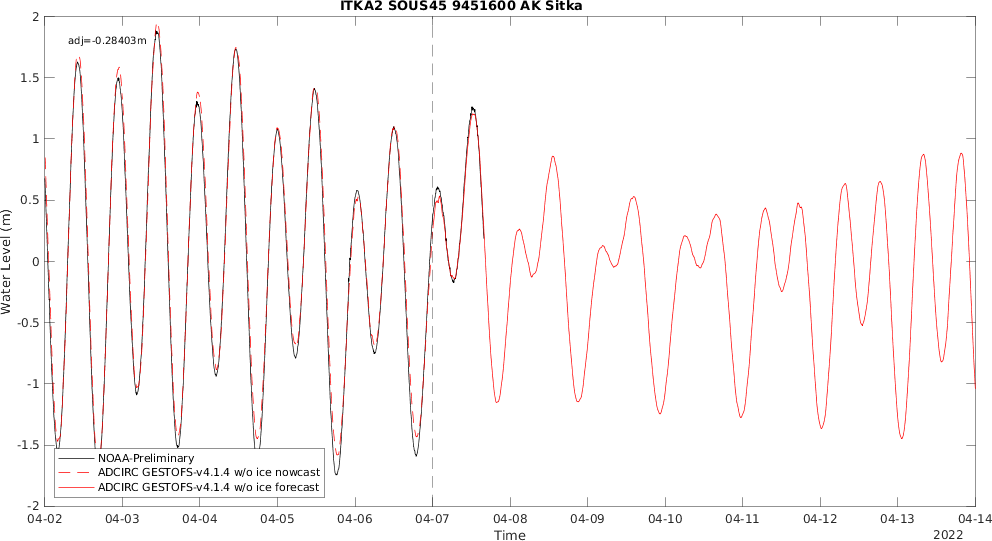 ITKA2 SOUS45 9451600 AK Sitka
adj=-0.28403m
Water Level (m)
2
1.5
1
0.5
0
-0.5
-1
-1.5
-2
NOAA-Preliminary
ADCIRC GESTOFS-v4.1.4 w/o ice nowcast
ADCIRC GESTOFS-v4.1.4 w/o ice forecast
04-02 04-03 04-04 04-05 04-06 04-07 04-08 04-09 04-10 04-11 04-12 04-13 04-14
Time
2022